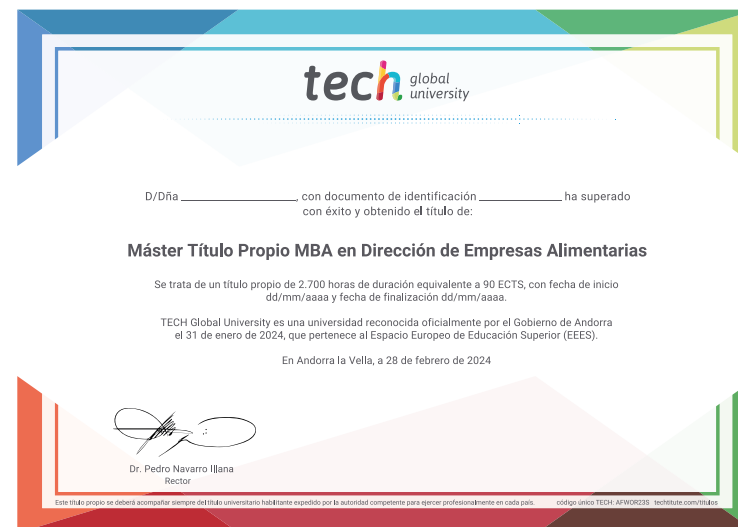 tech global university
D/Dña ____________, con documento de identificación ____________ ha superado
con éxito y obtenido el título de:
Máster Título Propio MBA en Dirección de Empresas Alimentarias
Se trata de un título propio de 2.700 horas de duración equivalente a 90 ECTS, con fecha de inicio
dd/mm/aaaa y fecha de finalización dd/mm/aaaa.
TECH Global University es una universidad reconocida oficialmente por el Gobierno de Andorra
el 31 de enero de 2024, que pertenece al Espacio Europeo de Educación Superior (EEES).
En Andorra la Vella, a 28 de febrero de 2024
Dr. Pedro Navarro Illana
Rector
Este título propio se deberá acompañar siempre del título universitario habilitante expedido por la autoridad competente para ejercer profesionalmente en cada país. código único TECH: AFWOR23S techtitute.com/titulos